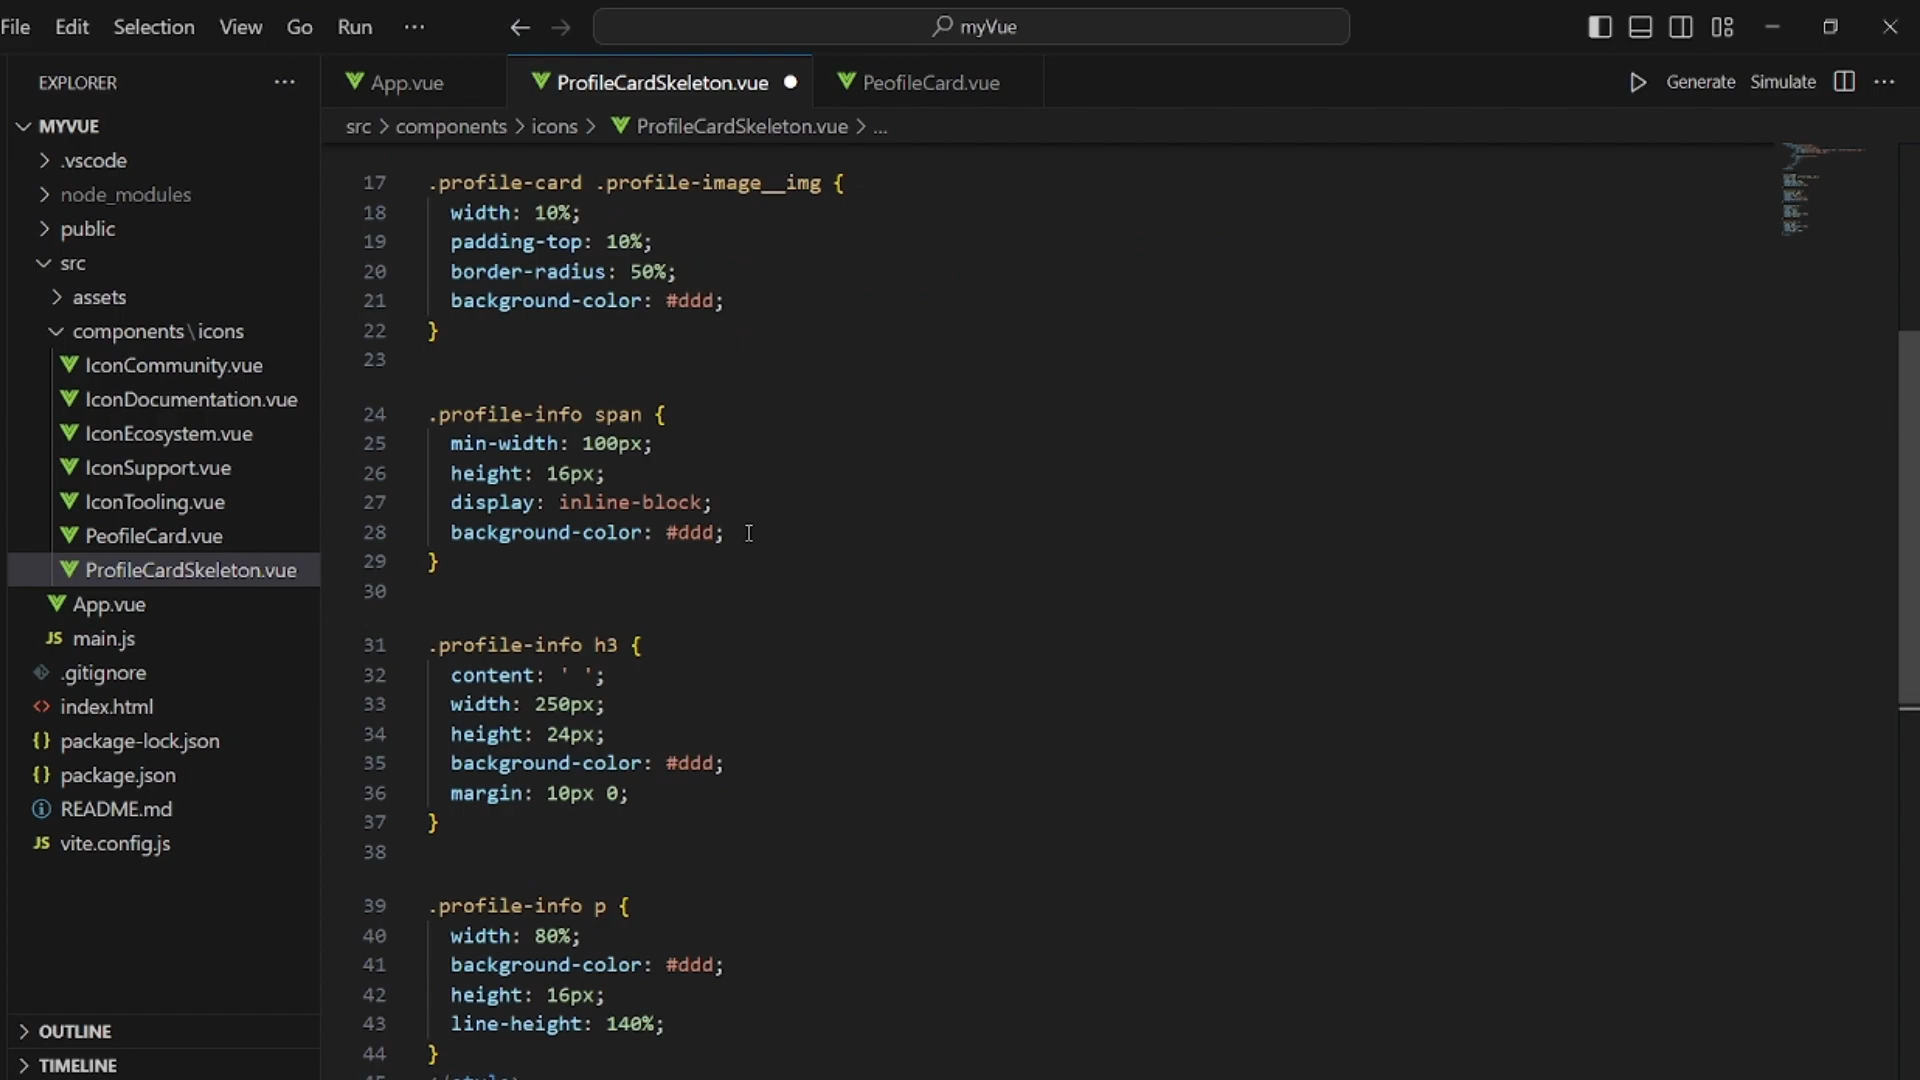 File Edit Selection View Go Run ··· myVue
EXPLORER ···
App.vue ProfileCardSkeleton.vue PeofileCard.vue Generate Simulate ···
src > components > icons > ProfileCardSkeleton.vue > ...
MYVUE
.vscode
node_modules
public
src
assets
components\icons
IconCommunity.vue
IconDocumentation.vue
IconEcosystem.vue
IconSupport.vue
IconTooling.vue
PeofileCard.vue
ProfileCardSkeleton.vue
App.vue
JS main.js
.gitignore
<> index.html
{} package-lock.json
{} package.json
README.md
JS vite.config.js
OUTLINE
TIMELINE
17 .profile-card .profile-image__img {
18 width: 10%;
19 padding-top: 10%;
20 border-radius: 50%;
21 background-color: #ddd;
22 }
23
24 .profile-info span {
25 min-width: 100px;
26 height: 16px;
27 display: inline-block;
28 background-color: #ddd;
29 }
30
31 .profile-info h3 {
32 content: ' ';
33 width: 250px;
34 height: 24px;
35 background-color: #ddd;
36 margin: 10px 0;
37 }
38
39 .profile-info p {
40 width: 80%;
41 background-color: #ddd;
42 height: 16px;
43 line-height: 140%;
44 }